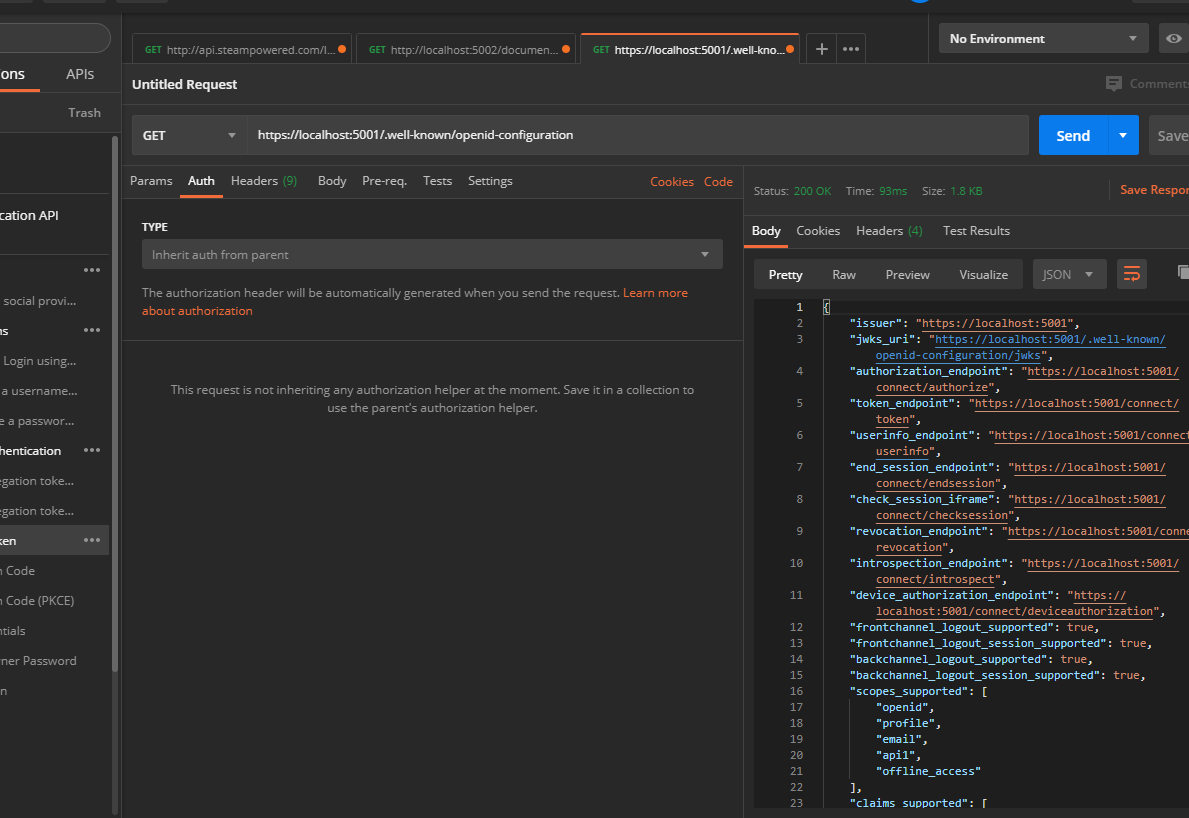 GET http://api.steampowered.com/I...
GET http://localhost:5002/documen...
GET https://localhost:5001/.well-kno...
No Environment
ons
APIs
Trash
cation API
social provi...
ns
Login using...
a username...
e a passwor...
hentication
egation toke...
egation toke...
ken
n Code
n Code (PKCE)
ntials
ner Password
n
Untitled Request
Comments
GET
https://localhost:5001/.well-known/openid-configuration
Send
Save
Params Auth Headers (9) Body Pre-req. Tests Settings
Cookies Code
TYPE
Inherit auth from parent
The authorization header will be automatically generated when you send the request. Learn more
about authorization
This request is not inheriting any authorization helper at the moment. Save it in a collection to
use the parent's authorization helper.
Status: 200 OK Time: 93ms Size: 1.8 KB
Save Respor
Body Cookies Headers (4) Test Results
Pretty Raw Preview Visualize JSON
1 {
2 "issuer": "https://localhost:5001",
3 "jwks_uri": "https://localhost:5001/.well-known/
openid-configuration/jwks",
4 "authorization_endpoint": "https://localhost:5001/
connect/authorize",
5 "token_endpoint": "https://localhost:5001/connect/
token",
6 "userinfo_endpoint": "https://localhost:5001/connect
userinfo",
7 "end_session_endpoint": "https://localhost:5001/
connect/endsession",
8 "check_session_iframe": "https://localhost:5001/
connect/checksession",
9 "revocation_endpoint": "https://localhost:5001/conne
revocation",
10 "introspection_endpoint": "https://localhost:5001/
connect/introspect",
11 "device_authorization_endpoint": "https://
localhost:5001/connect/deviceauthorization",
12 "frontchannel_logout_supported": true,
13 "frontchannel_logout_session_supported": true,
14 "backchannel_logout_supported": true,
15 "backchannel_logout_session_supported": true,
16 "scopes_supported": [
17 "openid",
18 "profile",
19 "email",
20 "api1",
21 "offline_access"
22 ],
23 "claims_supported": [